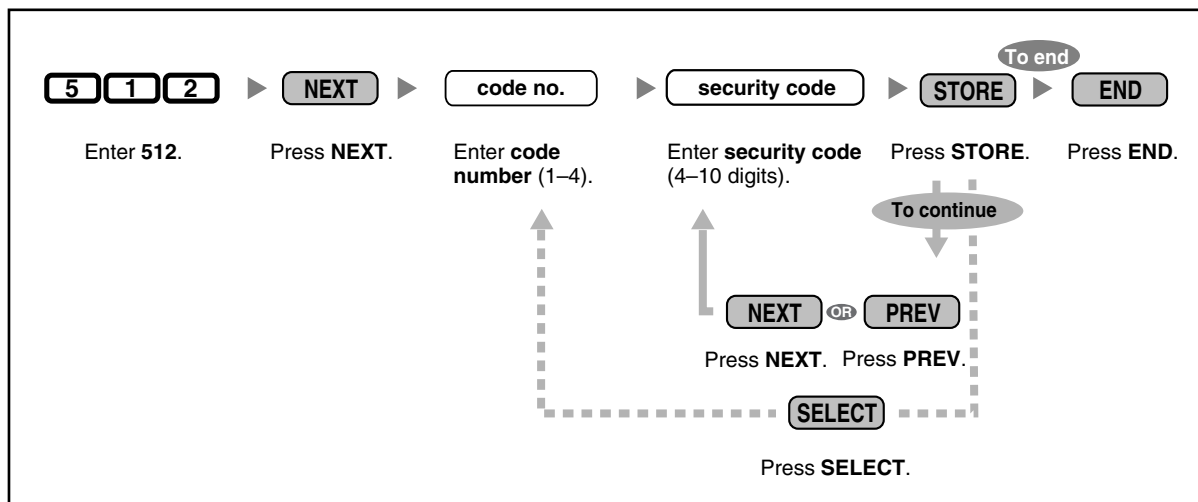 To end
5 1 2 NEXT code no. security code STORE END
Enter 512. Press NEXT. Enter code number (1–4). Enter security code (4–10 digits). Press STORE. Press END.
To continue
NEXT OR PREV
Press NEXT. Press PREV.
SELECT
Press SELECT.